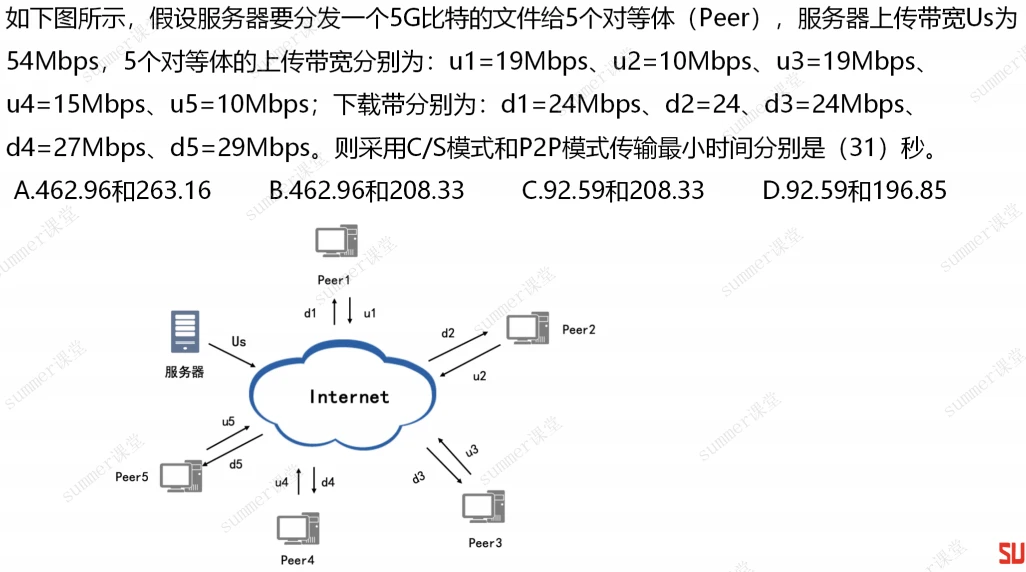 如下图所示，假设服务器要分发一个5G比特的文件给5个对等体（Peer），服务器上传带宽Us为
54Mbps，5个对等体的上传带宽分别为：u1=19Mbps、u2=10Mbps、u3=19Mbps、
u4=15Mbps、u5=10Mbps；下载带分别为：d1=24Mbps、d2=24、d3=24Mbps、
d4=27Mbps、d5=29Mbps。则采用C/S模式和P2P模式传输最小时间分别是（31）秒。
A.462.96和263.16 B.462.96和208.33 C.92.59和208.33 D.92.59和196.85
Peer1
d1 u1
服务器
Us
d2
Peer2
u2
Internet
u5
Peer5
d5
u4 d4
Peer4
u3
d3
Peer3
summer课堂
SU